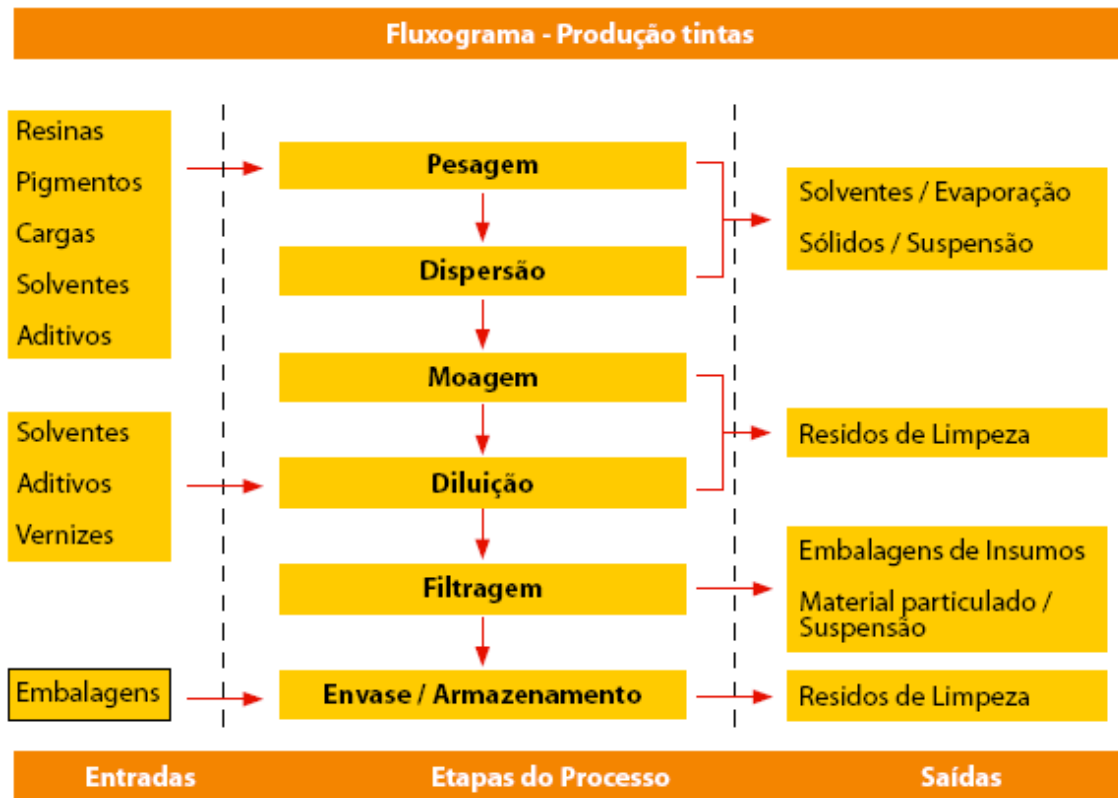 Fluxograma - Produção tintas
Resinas
Pigmentos
Cargas
Solventes
Aditivos
Solventes
Aditivos
Vernizes
Embalagens
Pesagem
Dispersão
Moagem
Diluição
Filtragem
Envase / Armazenamento
Solventes / Evaporação
Sólidos / Suspensão
Residos de Limpeza
Embalagens de Insumos
Material particulado /
Suspensão
Residos de Limpeza
Entradas
Etapas do Processo
Saídas